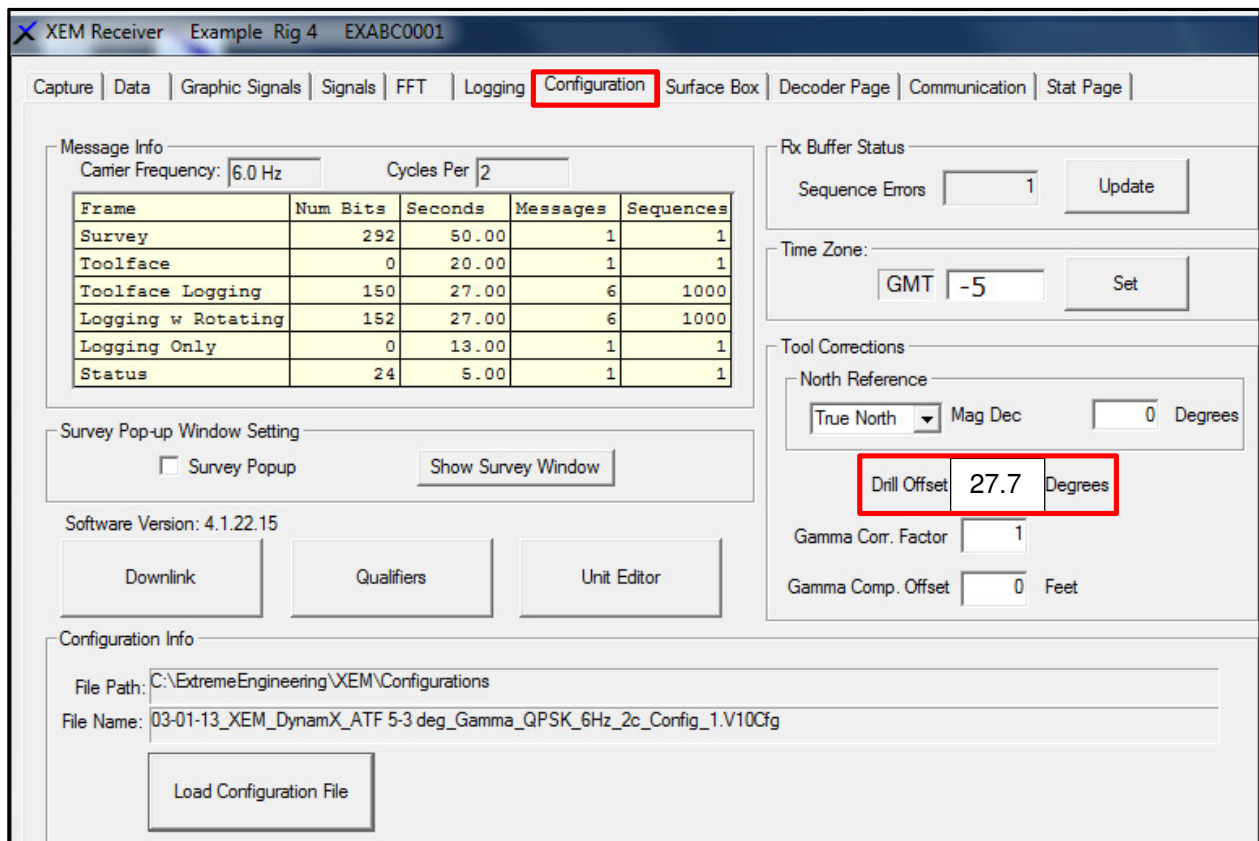 XEM Receiver Example Rig 4 EXABC0001
Capture Data Graphic Signals Signals FFT Logging Configuration Surface Box Decoder Page Communication Stat Page
Message Info
Carrier Frequency: 6.0 Hz Cycles Per 2
Frame Num Bits Seconds Messages Sequences
Survey 292 50.00 1 1
Toolface 0 20.00 1 1
Toolface Logging 150 27.00 6 1000
Logging w Rotating 152 27.00 6 1000
Logging Only 0 13.00 1 1
Status 24 5.00 1 1
Survey Pop-up Window Setting
Survey Popup Show Survey Window
Software Version: 4.1.22.15
Downlink Qualifiers Unit Editor
Rx Buffer Status
Sequence Errors 1 Update
Time Zone:
GMT -5 Set
Tool Corrections
North Reference
True North Mag Dec 0 Degrees
Drill Offset 27.7 Degrees
Gamma Corr. Factor 1
Gamma Comp. Offset 0 Feet
Configuration Info
File Path: C:\ExtremeEngineering\XEM\Configurations
File Name: 03-01-13_XEM_DynamX_ATF 5-3 deg_Gamma_QPSK_6Hz_2c_Config_1.V10Cfg
Load Configuration File